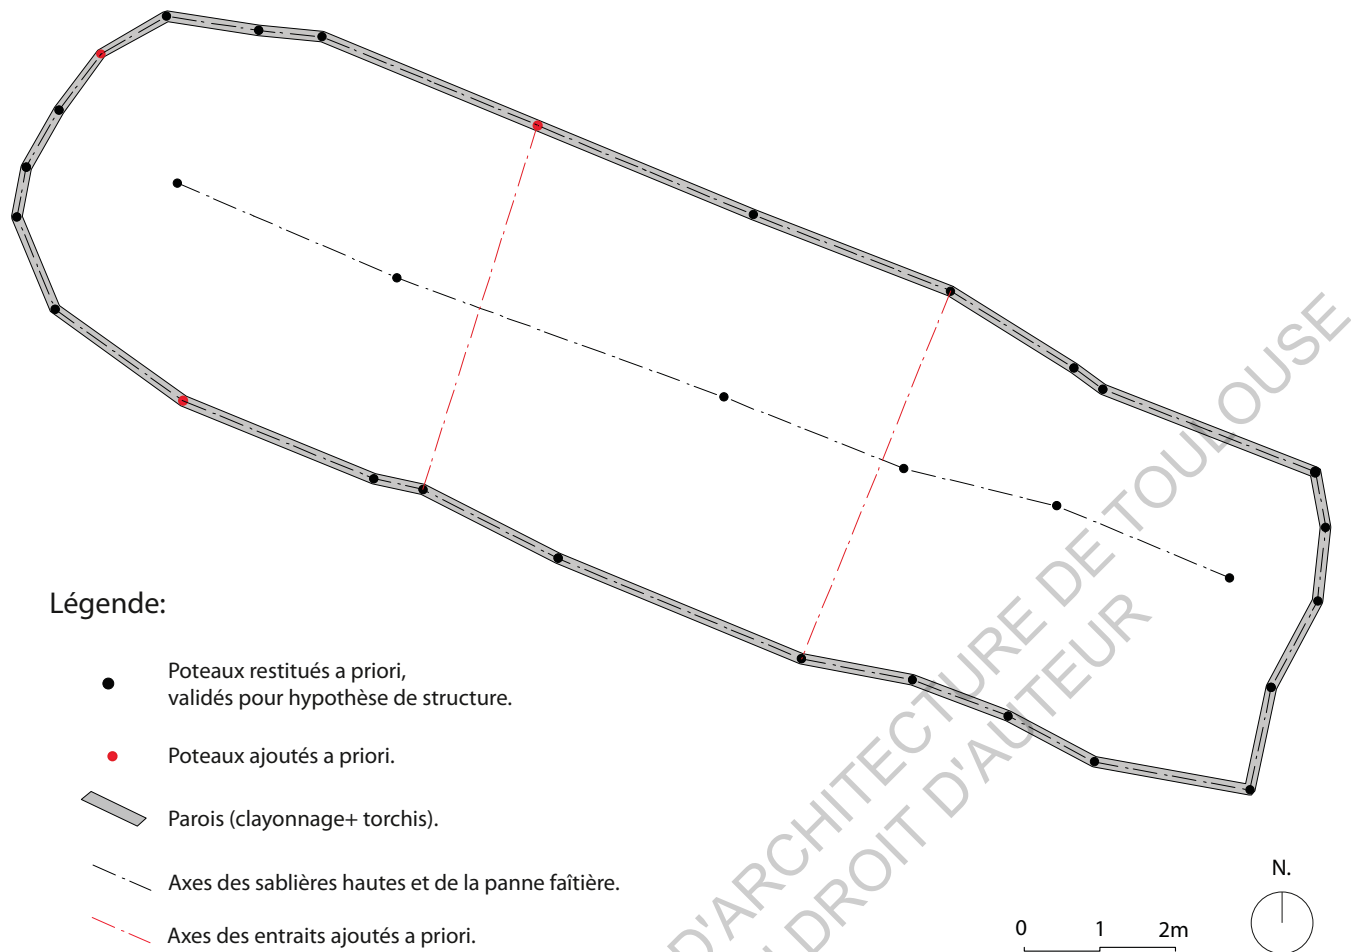 Légende:
Poteaux restitués a priori,
validés pour hypothèse de structure.
Poteaux ajoutés a priori.
Parois (clayonnage+ torchis).
Axes des sablières hautes et de la panne faîtière.
Axes des entraits ajoutés a priori.
D'ARCHITECTURE DE TOULOUSE
DROIT D'AUTEUR
0 1 2m
N.